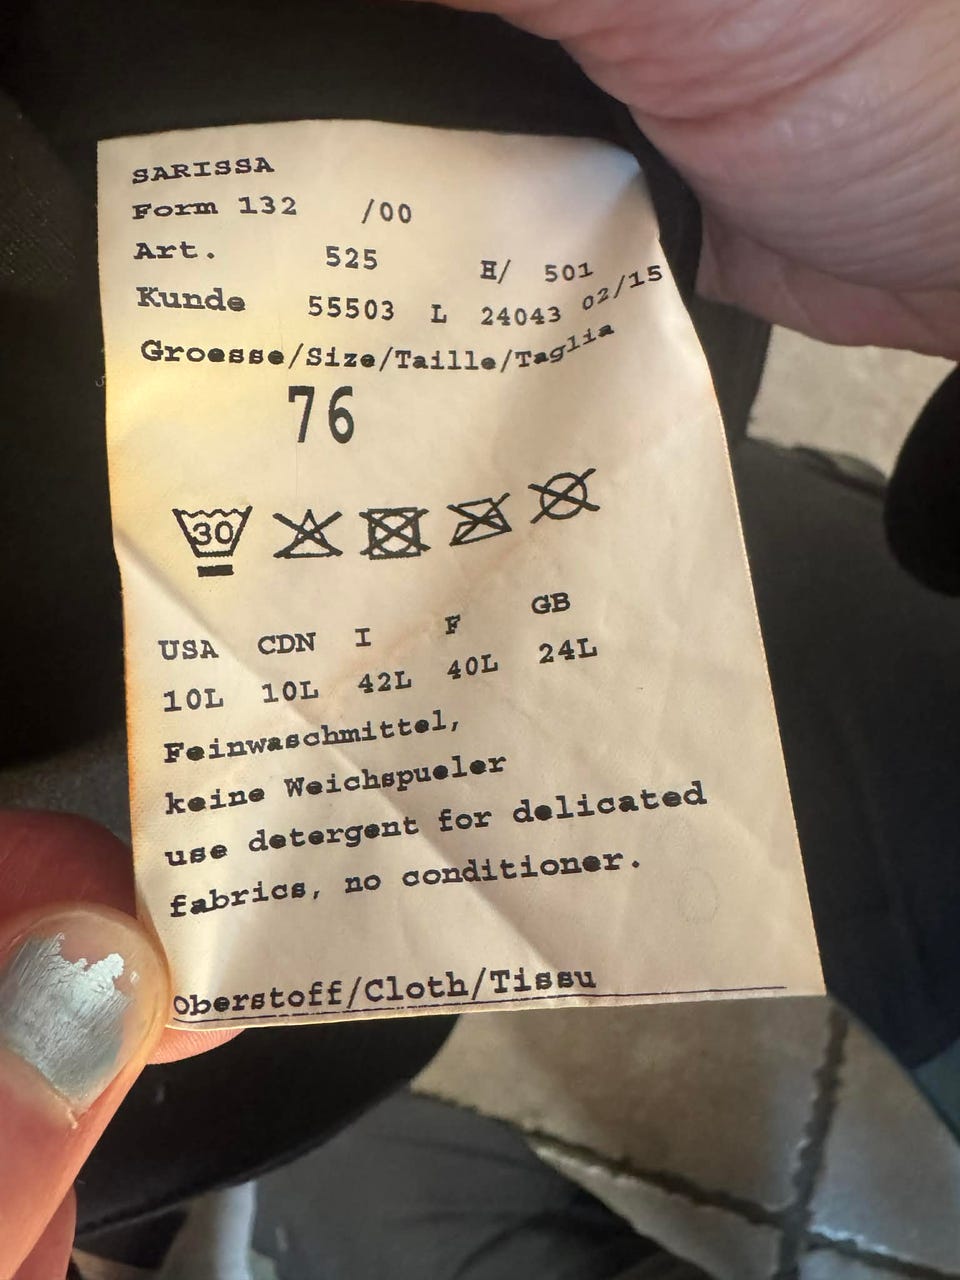 SARISSA
Form 132 /00
Art. 525 H/ 501
Kunde 55503 L 24043 02/15
Groesse/Size/Taille/Taglia
76
30
USA CDN I F GB
10L 10L 42L 40L 24L
Feinwaschmittel,
keine Weichspueler
use detergent for delicated
fabrics, no conditioner.
Oberstoff/Cloth/Tissu